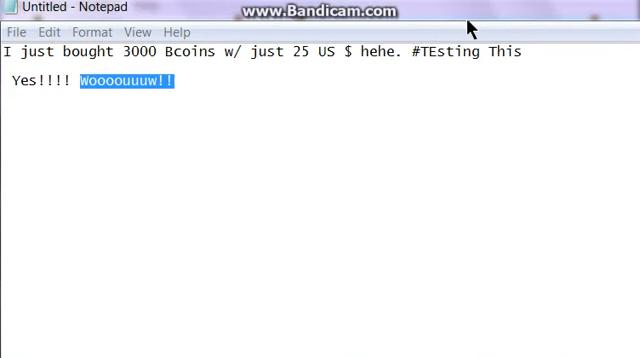 Untitled - Notepad
www.Bandicam.com
File Edit Format View Help
I just bought 3000 Bcoins w/ just 25 US $ hehe. #TEsting This
Yes!!!! Woooouuuw!!